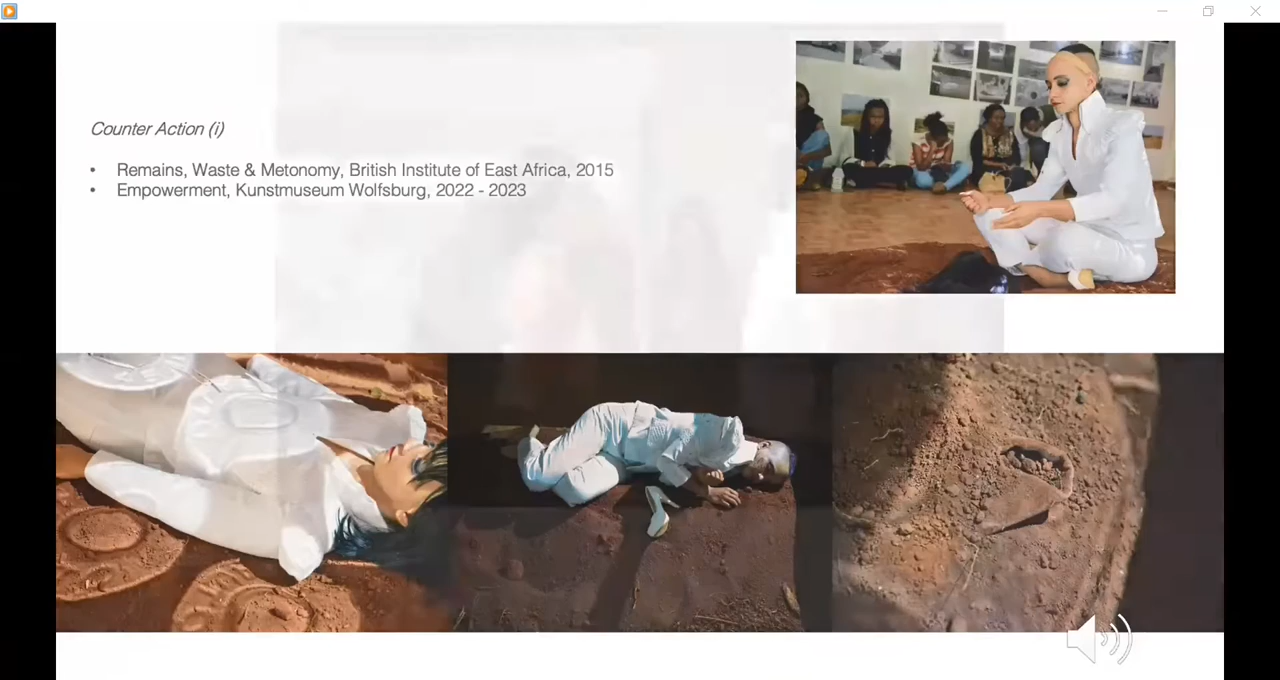 Counter Action (i)
• Remains, Waste & Metonomy, British Institute of East Africa, 2015
• Empowerment, Kunstmuseum Wolfsburg, 2022 - 2023